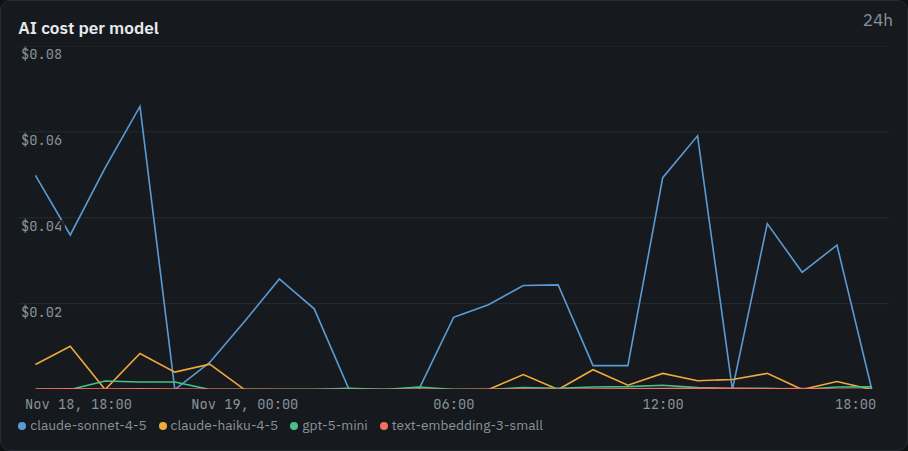 AI cost per model
24h
$0.08
$0.06
$0.04
$0.02
Nov 18, 18:00 Nov 19, 00:00 06:00 12:00 18:00
claude-sonnet-4-5 claude-haiku-4-5 gpt-5-mini text-embedding-3-small